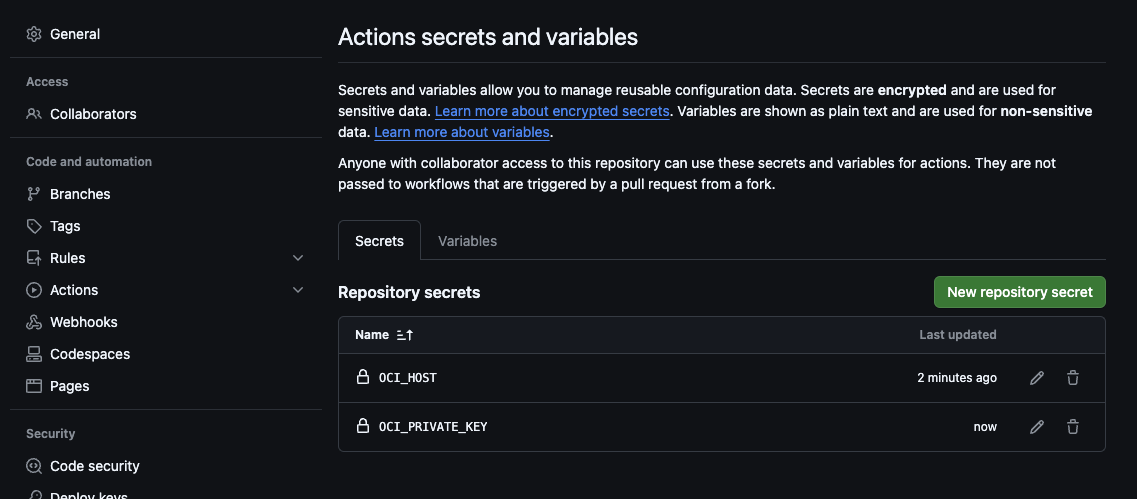 General
Access
Collaborators
Code and automation
Branches
Tags
Rules
Actions
Webhooks
Codespaces
Pages
Security
Code security
Deploy keys
Actions secrets and variables
Secrets and variables allow you to manage reusable configuration data. Secrets are encrypted and are used for
sensitive data. Learn more about encrypted secrets. Variables are shown as plain text and are used for non-sensitive
data. Learn more about variables.
Anyone with collaborator access to this repository can use these secrets and variables for actions. They are not
passed to workflows that are triggered by a pull request from a fork.
Secrets Variables
Repository secrets New repository secret
Name Last updated
OCI_HOST 2 minutes ago
OCI_PRIVATE_KEY now